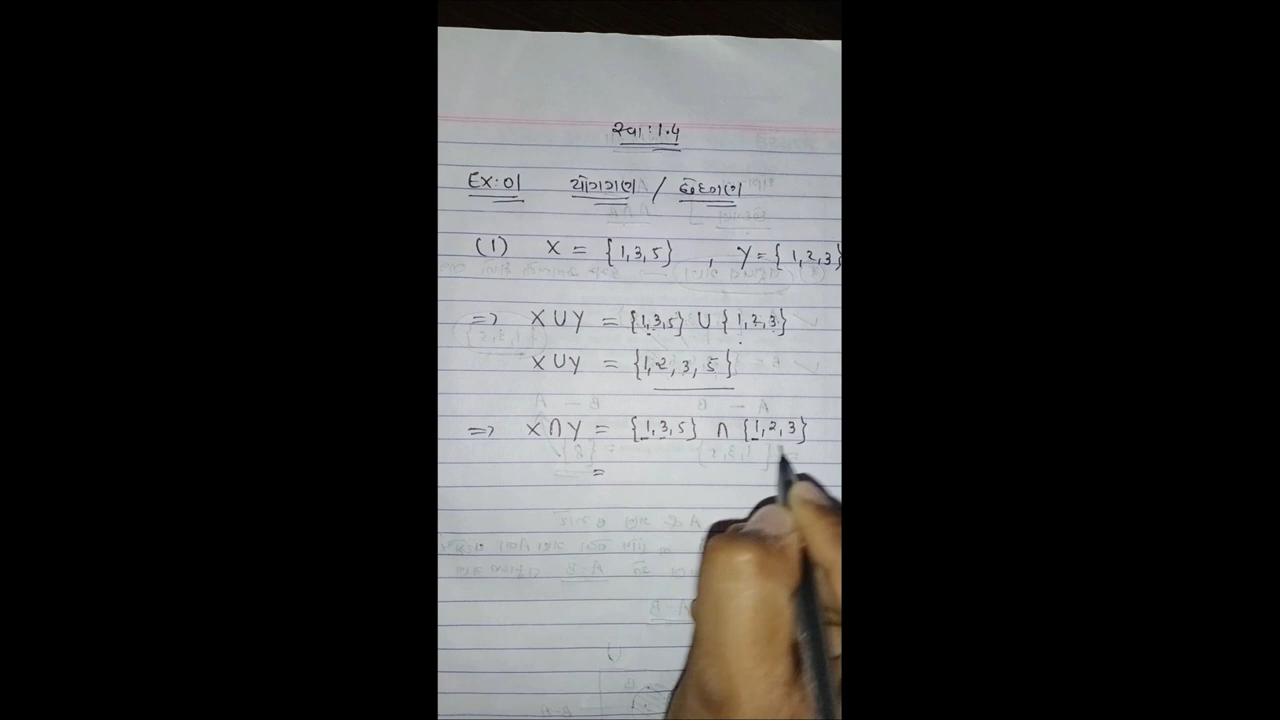 સ્વા : 1.4
Ex: 01 યોગગણ / છેદગણ
(1) X = {1,3,5} , Y = {1,2,3}
=> X ∪ Y = {1,3,5} ∪ {1,2,3}
X ∪ Y = {1,2,3,5}
=> X ∩ Y = {1,3,5} ∩ {1,2,3}
=